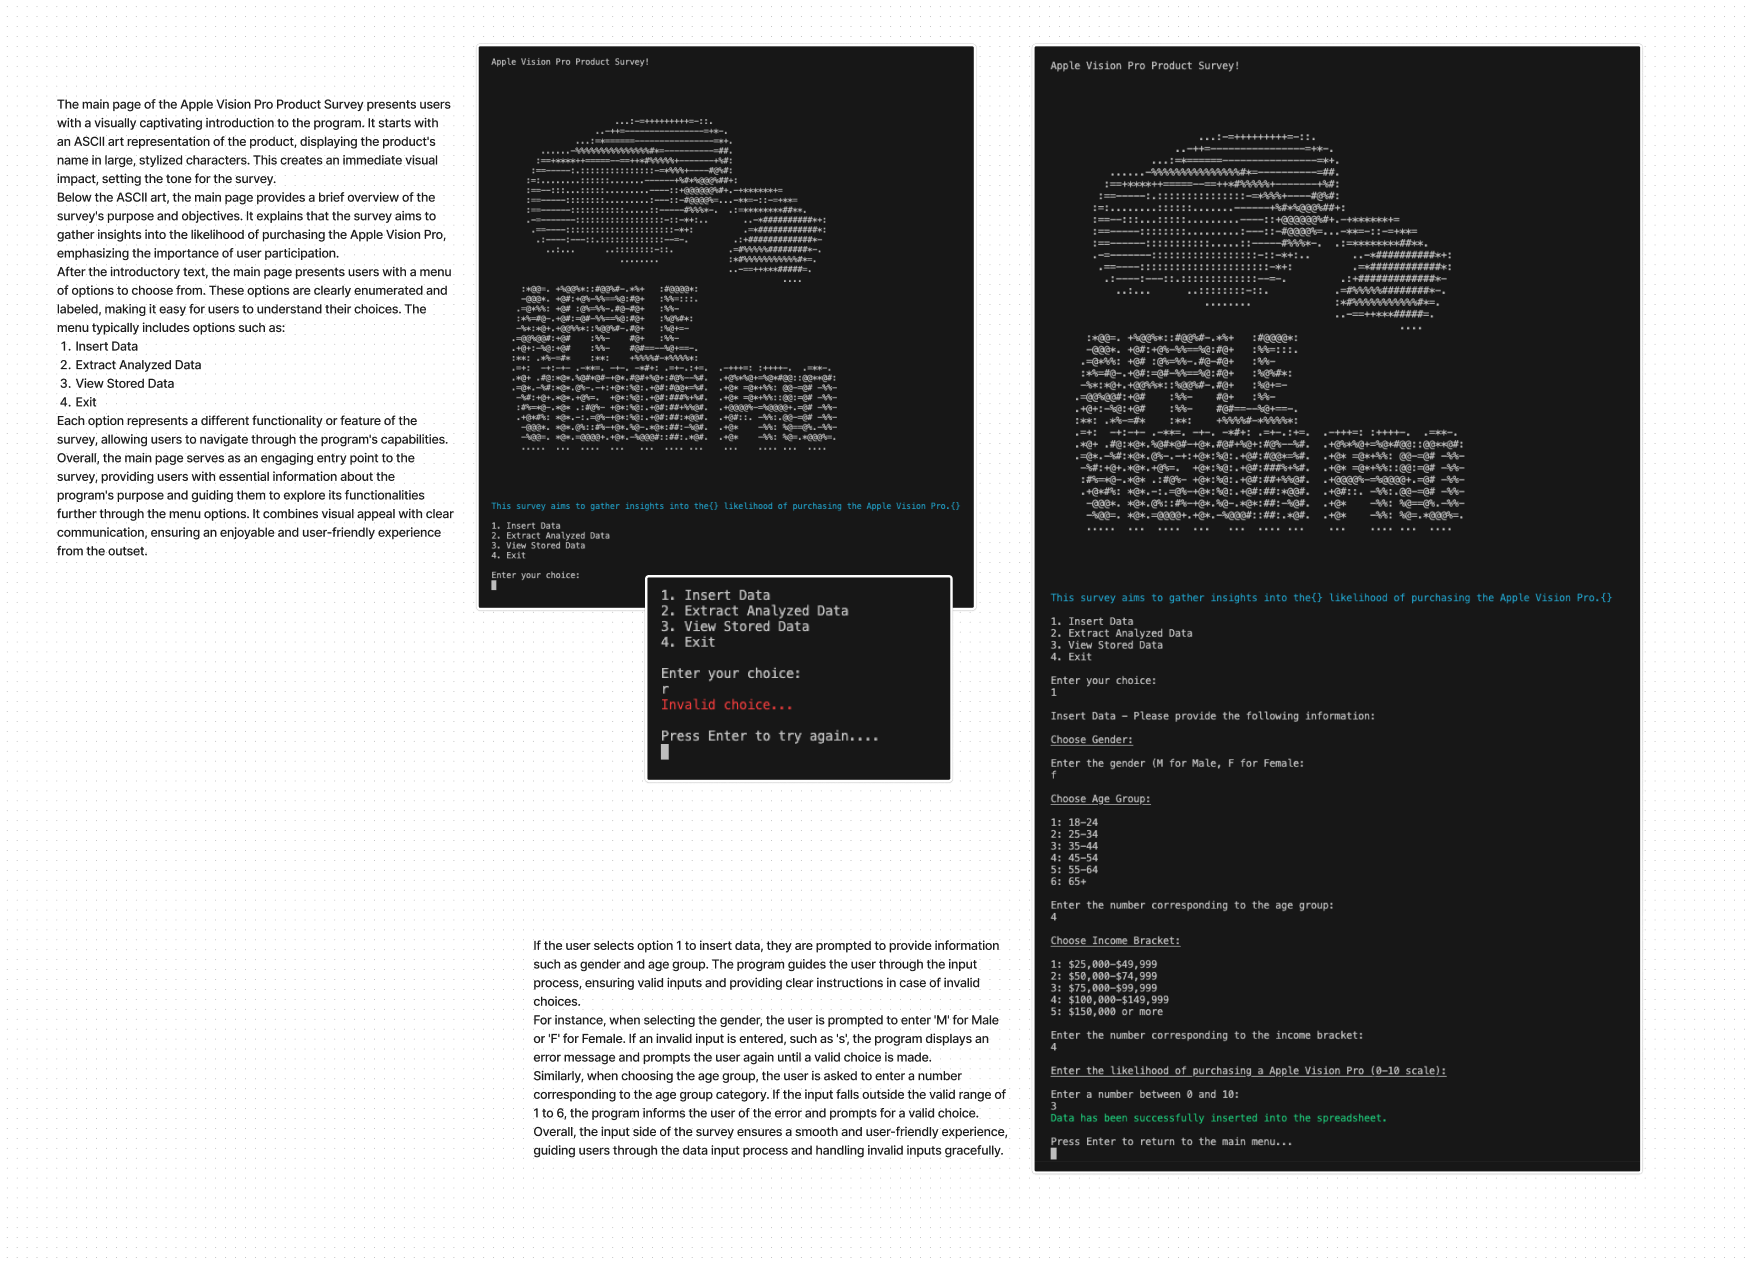 The main page of the Apple Vision Pro Product Survey presents users
with a visually captivating introduction to the program. It starts with
an ASCII art representation of the product, displaying the product's
name in large, stylized characters. This creates an immediate visual
impact, setting the tone for the survey.
Below the ASCII art, the main page provides a brief overview of the
survey's purpose and objectives. It explains that the survey aims to
gather insights into the likelihood of purchasing the Apple Vision Pro,
emphasizing the importance of user participation.
After the introductory text, the main page presents users with a menu
of options to choose from. These options are clearly enumerated and
labeled, making it easy for users to understand their choices. The
menu typically includes options such as:
1. Insert Data
2. Extract Analyzed Data
3. View Stored Data
4. Exit
Each option represents a different functionality or feature of the
survey, allowing users to navigate through the program's capabilities.
Overall, the main page serves as an engaging entry point to the
survey, providing users with essential information about the
program's purpose and guiding them to explore its functionalities
further through the menu options. It combines visual appeal with clear
communication, ensuring an enjoyable and user-friendly experience
from the outset.
Apple Vision Pro Product Survey!
This survey aims to gather insights into the{} likelihood of purchasing the Apple Vision Pro.{}
1. Insert Data
2. Extract Analyzed Data
3. View Stored Data
4. Exit
Enter your choice:
1. Insert Data
2. Extract Analyzed Data
3. View Stored Data
4. Exit
Enter your choice:
r
Invalid choice...
Press Enter to try again....
If the user selects option 1 to insert data, they are prompted to provide information
such as gender and age group. The program guides the user through the input
process, ensuring valid inputs and providing clear instructions in case of invalid
choices.
For instance, when selecting the gender, the user is prompted to enter 'M' for Male
or 'F' for Female. If an invalid input is entered, such as 's', the program displays an
error message and prompts the user again until a valid choice is made.
Similarly, when choosing the age group, the user is asked to enter a number
corresponding to the age group category. If the input falls outside the valid range of
1 to 6, the program informs the user of the error and prompts for a valid choice.
Overall, the input side of the survey ensures a smooth and user-friendly experience,
guiding users through the data input process and handling invalid inputs gracefully.
Apple Vision Pro Product Survey!
This survey aims to gather insights into the{} likelihood of purchasing the Apple Vision Pro.{}
1. Insert Data
2. Extract Analyzed Data
3. View Stored Data
4. Exit
Enter your choice:
1
Insert Data – Please provide the following information:
Choose Gender:
Enter the gender (M for Male, F for Female:
f
Choose Age Group:
1: 18–24
2: 25–34
3: 35–44
4: 45–54
5: 55–64
6: 65+
Enter the number corresponding to the age group:
4
Choose Income Bracket:
1: $25,000–$49,999
2: $50,000–$74,999
3: $75,000–$99,999
4: $100,000–$149,999
5: $150,000 or more
Enter the number corresponding to the income bracket:
4
Enter the likelihood of purchasing a Apple Vision Pro (0–10 scale):
Enter a number between 0 and 10:
3
Data has been successfully inserted into the spreadsheet.
Press Enter to return to the main menu...